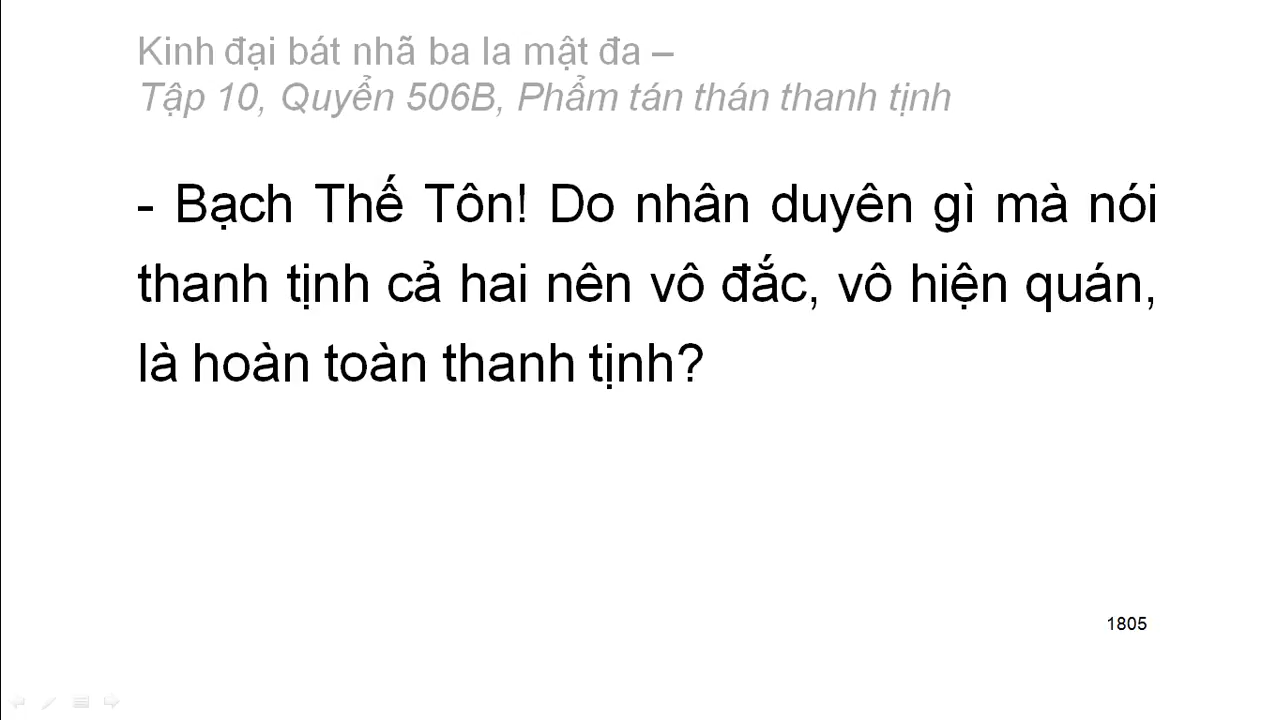 Kinh đại bát nhã ba la mật đa –
Tập 10, Quyển 506B, Phẩm tán thán thanh tịnh
- Bạch Thế Tôn! Do nhân duyên gì mà nói
thanh tịnh cả hai nên vô đắc, vô hiện quán,
là hoàn toàn thanh tịnh?
1805